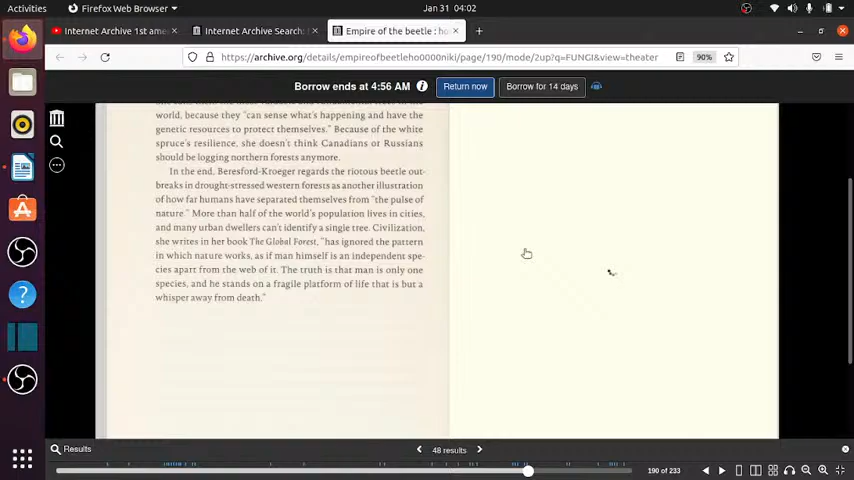 Activities
Firefox Web Browser
Jan 31 04:02
Internet Archive 1st ame
Internet Archive Search:
Empire of the beetle : ho
https://archive.org/details/empireofbeetleho0000niki/page/190/mode/2up?q=FUNGI&view=theater
90%
Borrow ends at 4:56 AM
Return now
Borrow for 14 days
world, because they "can sense what's happening and have the
genetic resources to protect themselves." Because of the white
spruce's resilience, she doesn't think Canadians or Russians
should be logging northern forests anymore.
In the end, Beresford-Kroeger regards the riotous beetle out-
breaks in drought-stressed western forests as another illustration
of how far humans have separated themselves from "the pulse of
nature." More than half of the world's population lives in cities,
and many urban dwellers can't identify a single tree. Civilization,
she writes in her book The Global Forest, "has ignored the pattern
in which nature works, as if man himself is an independent spe-
cies apart from the web of it. The truth is that man is only one
species, and he stands on a fragile platform of life that is but a
whisper away from death."
Results
48 results
190 of 233